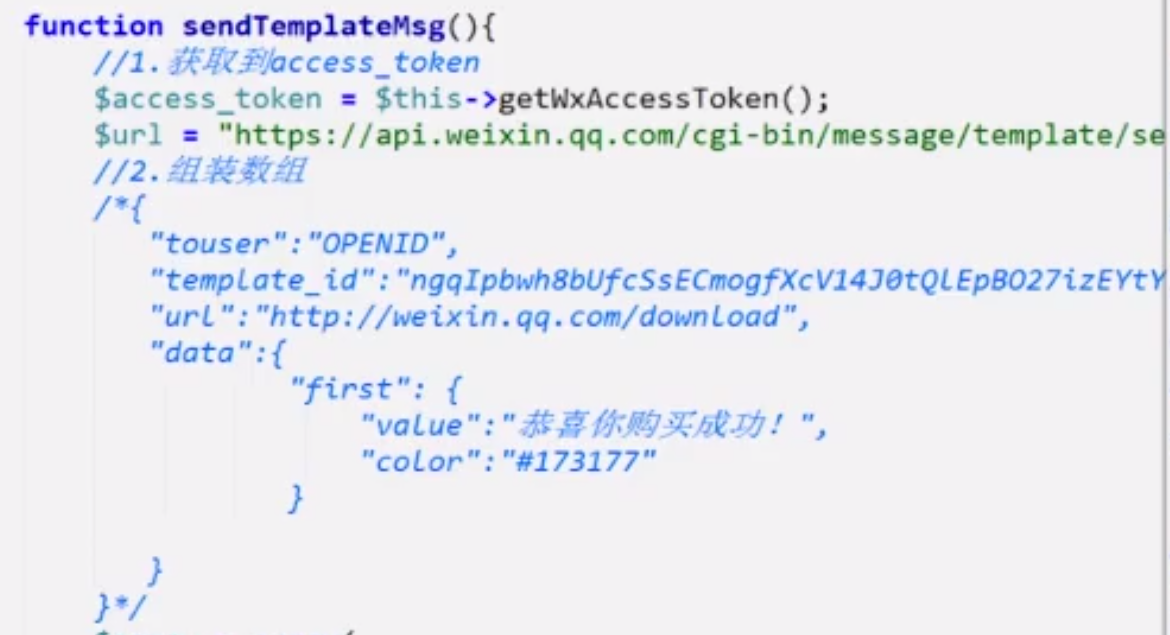 function sendTemplateMsg(){
//1.获取到access_token
$access_token = $this->getWxAccessToken();
$url = "https://api.weixin.qq.com/cgi-bin/message/template/se
//2.组装数组
/*{
"touser":"OPENID",
"template_id":"ngqIpbwh8bUfcSsECmogfXcV14J0tQLEpBO27izEYtY
"url":"http://weixin.qq.com/download",
"data":{
"first": {
"value":"恭喜你购买成功！",
"color":"#173177"
}
}
}*/